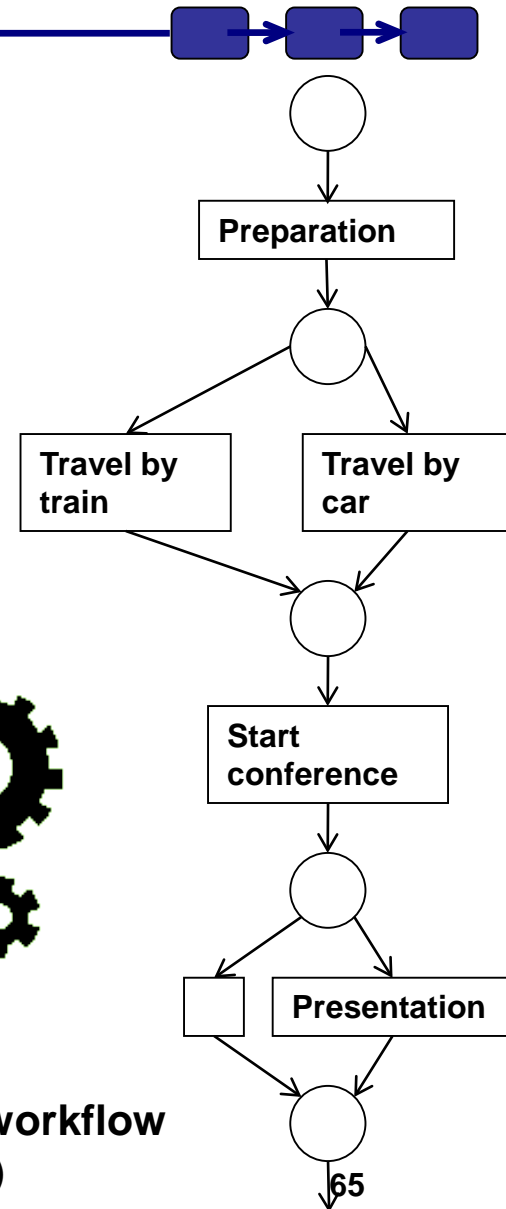 Preparation
Travel by
train
Travel by
car
Start
conference
Presentation
workflow
)
65